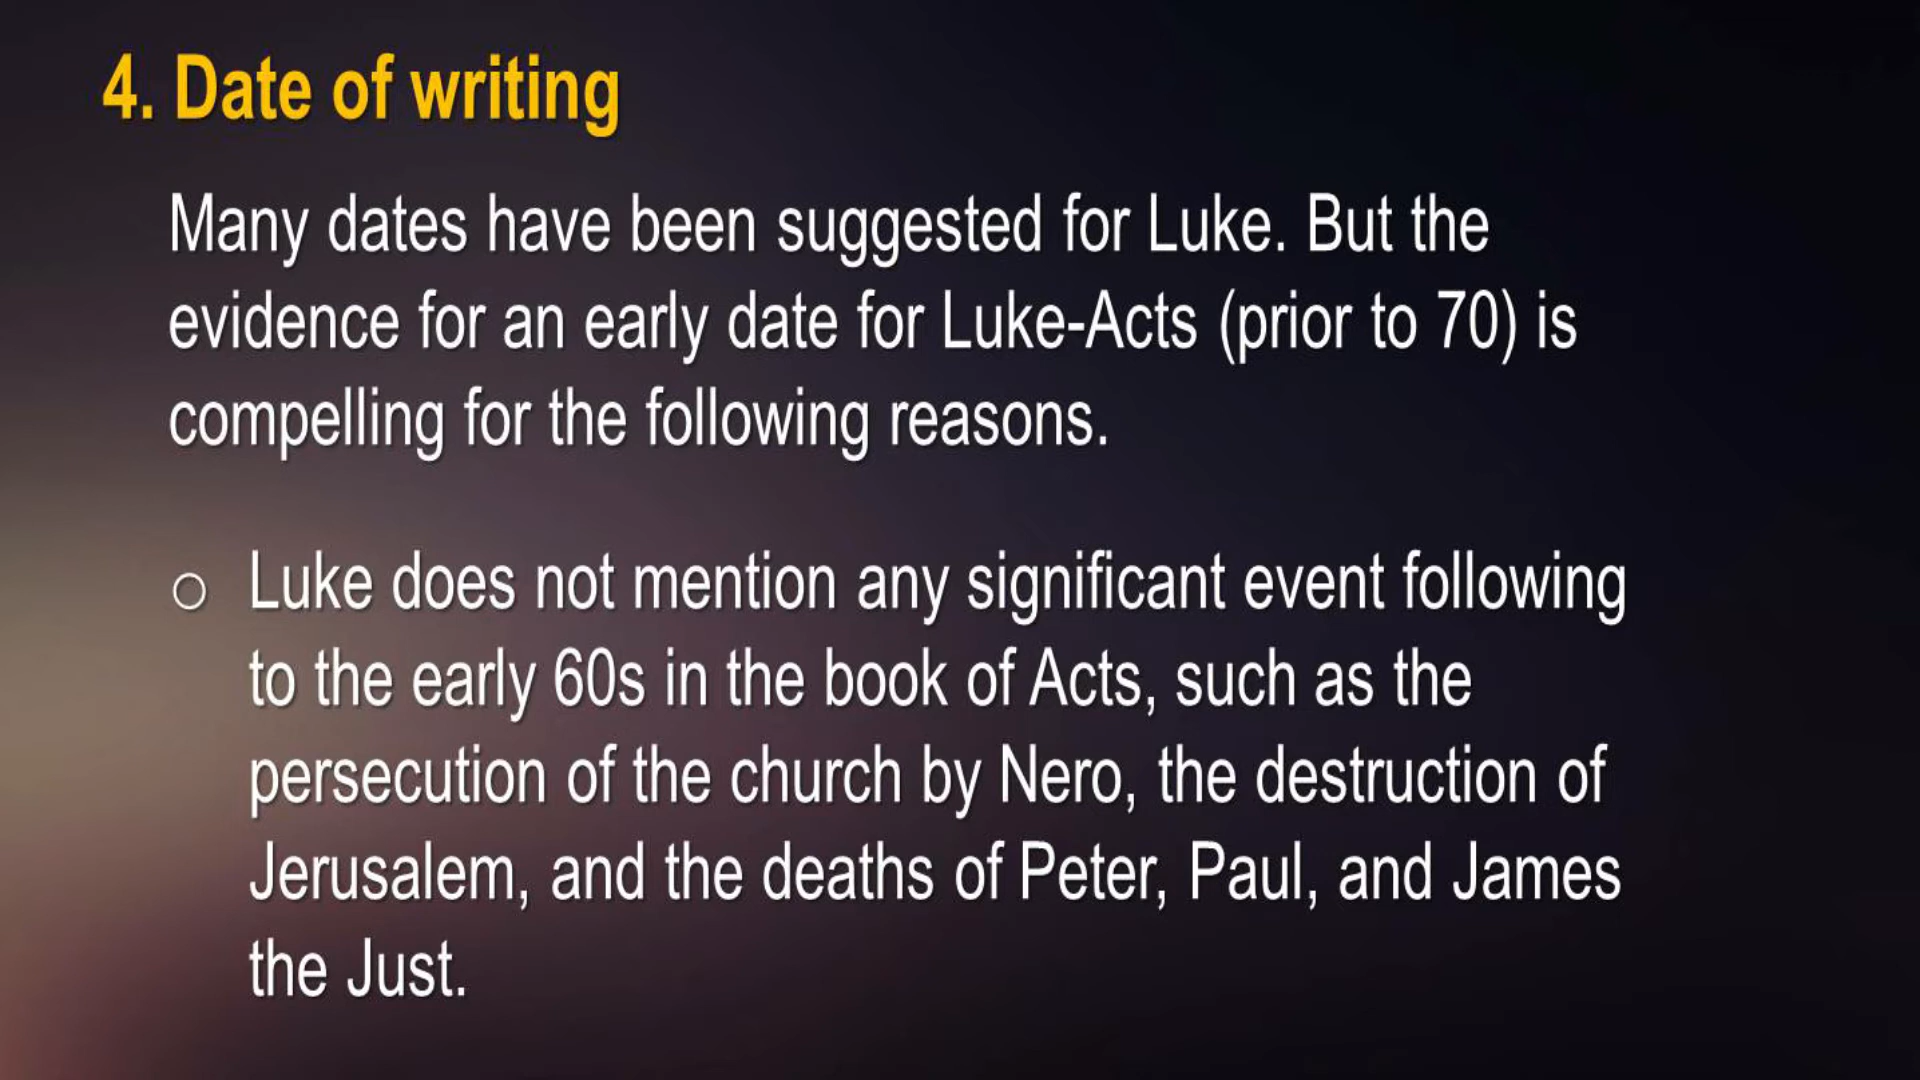 4. Date of writing
Many dates have been suggested for Luke. But the
evidence for an early date for Luke-Acts (prior to 70) is
compelling for the following reasons.
o Luke does not mention any significant event following
to the early 60s in the book of Acts, such as the
persecution of the church by Nero, the destruction of
Jerusalem, and the deaths of Peter, Paul, and James
the Just.